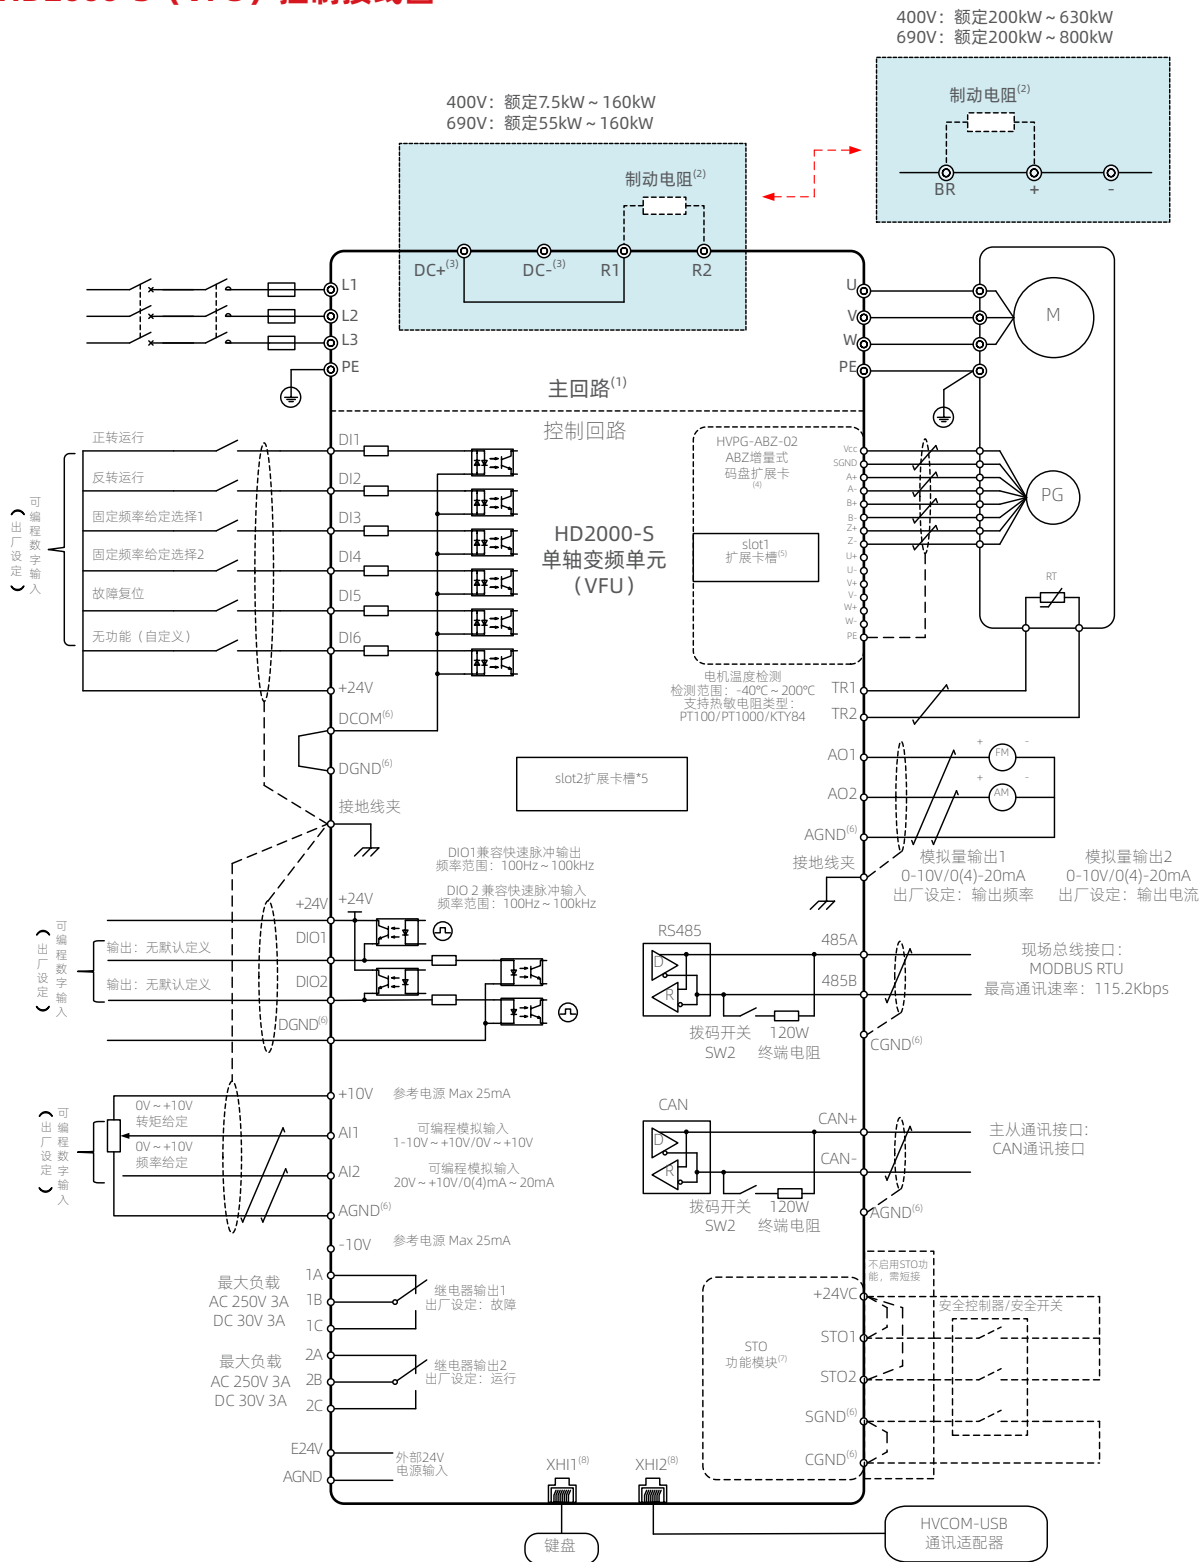 HD2000-S（VFU）控制接线图
400V：额定200kW～630kW
690V：额定200kW～800kW
制动电阻(2)
BR
+
-
400V：额定7.5kW～160kW
690V：额定55kW～160kW
制动电阻(2)
DC+(3)
DC-(3)
R1
R2
L1
L2
L3
PE
U
V
W
PE
M
主回路(1)
控制回路
正转运行
反转运行
固定频率给定选择1
固定频率给定选择2
故障复位
无功能（自定义）
可编程数字输入
（出厂设定）
DI1
DI2
DI3
DI4
DI5
DI6
+24V
DCOM(6)
DGND(6)
接地线夹
HD2000-S
单轴变频单元
（VFU）
HVPG-ABZ-02
ABZ增量式
码盘扩展卡
(4)
slot1
扩展卡槽(5)
Vcc
SGND
A+
A-
B+
B-
Z+
Z-
U+
U-
V+
V-
W+
W-
PE
PG
RT
电机温度检测
检测范围：-40℃～200℃
支持热敏电阻类型：
PT100/PT1000/KTY84
TR1
TR2
slot2扩展卡槽*5
AO1
AO2
AGND(6)
接地线夹
+
FM
-
+
AM
-
模拟量输出1
0-10V/0(4)-20mA
出厂设定：输出频率
模拟量输出2
0-10V/0(4)-20mA
出厂设定：输出电流
DIO1兼容快速脉冲输出
频率范围：100Hz～100kHz
DIO 2 兼容快速脉冲输入
频率范围：100Hz～100kHz
+24V
+24V
DIO1
DIO2
DGND(6)
输出：无默认定义
输出：无默认定义
可编程数字输入
（出厂设定）
RS485
D
R
485A
485B
CGND(6)
拨码开关
SW2
120W
终端电阻
现场总线接口：
MODBUS RTU
最高通讯速率：115.2Kbps
+10V
参考电源 Max 25mA
0V～+10V
转矩给定
0V～+10V
频率给定
可编程数字输入
（出厂设定）
AI1
可编程模拟输入
1-10V～+10V/0V～+10V
AI2
可编程模拟输入
20V～+10V/0(4)mA～20mA
AGND(6)
-10V
参考电源 Max 25mA
CAN
D
R
CAN+
CAN-
AGND(6)
拨码开关
SW2
120W
终端电阻
主从通讯接口：
CAN通讯接口
最大负载
AC 250V 3A
DC 30V 3A
1A
1B
1C
继电器输出1
出厂设定：故障
最大负载
AC 250V 3A
DC 30V 3A
2A
2B
2C
继电器输出2
出厂设定：运行
E24V
AGND
外部24V
电源输入
不启用STO功
能，需短接
STO
功能模块(7)
+24VC
STO1
STO2
SGND(6)
CGND(6)
安全控制器/安全开关
XHI1(8)
XHI2(8)
键盘
HVCOM-USB
通讯适配器